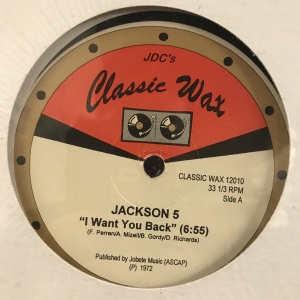 JDC's
Classic Wax
CLASSIC WAX 12010
33 1/3 RPM
Side A
JACKSON 5
"I Want You Back" (6:55)
(F. Perren/A. Mizell/B. Gordy/D. Richards)
Published by Jobete Music (ASCAP)
(P) 1972